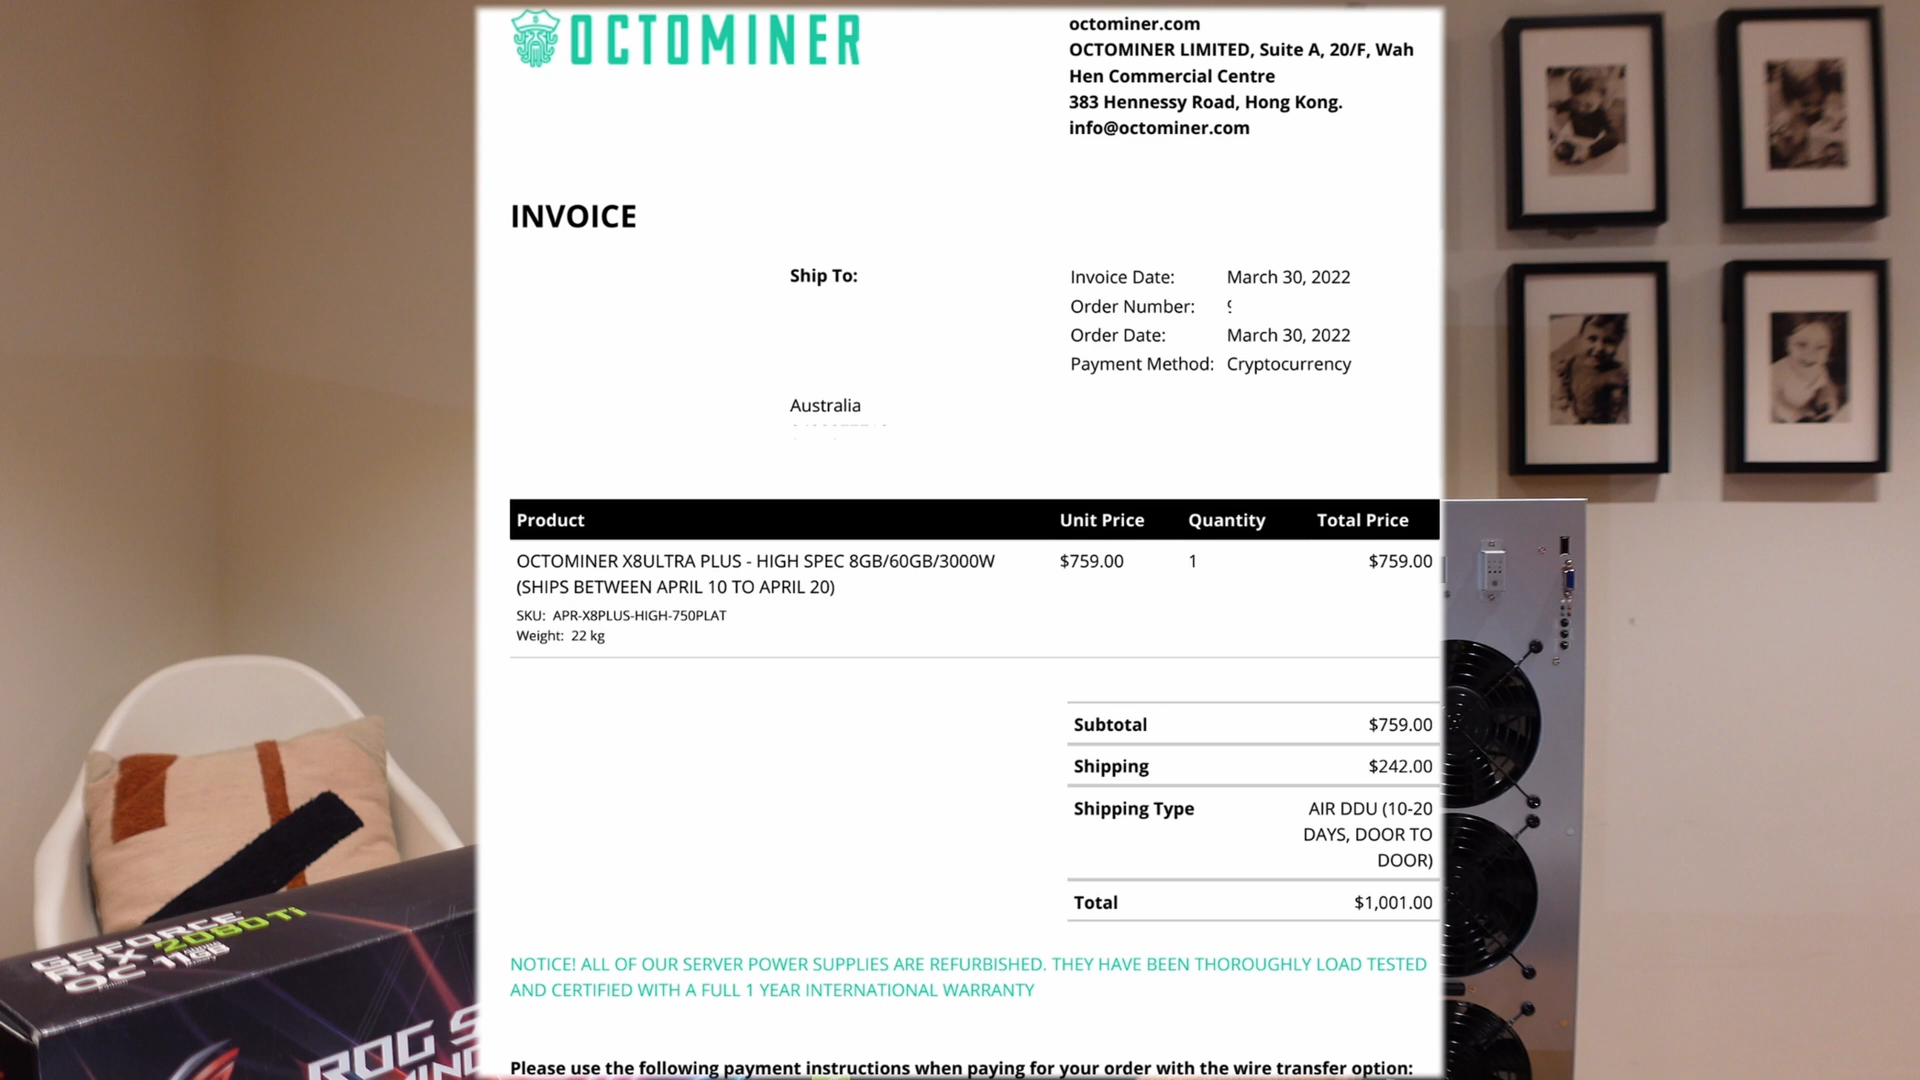 OCTOMINER
octominer.com
OCTOMINER LIMITED, Suite A, 20/F, Wah
Hen Commercial Centre
383 Hennessy Road, Hong Kong.
info@octominer.com
INVOICE
Ship To:
Australia
Invoice Date: March 30, 2022
Order Number:
Order Date: March 30, 2022
Payment Method: Cryptocurrency
Product Unit Price Quantity Total Price
OCTOMINER X8ULTRA PLUS - HIGH SPEC 8GB/60GB/3000W $759.00 1 $759.00
(SHIPS BETWEEN APRIL 10 TO APRIL 20)
SKU: APR-X8PLUS-HIGH-750PLAT
Weight: 22 kg
Subtotal $759.00
Shipping $242.00
Shipping Type AIR DDU (10-20
DAYS, DOOR TO
DOOR)
Total $1,001.00
NOTICE! ALL OF OUR SERVER POWER SUPPLIES ARE REFURBISHED. THEY HAVE BEEN THOROUGHLY LOAD TESTED
AND CERTIFIED WITH A FULL 1 YEAR INTERNATIONAL WARRANTY
Please use the following payment instructions when paying for your order with the wire transfer option:
GEFORCE
RTX 2080 Ti
OC 11GB
ROG